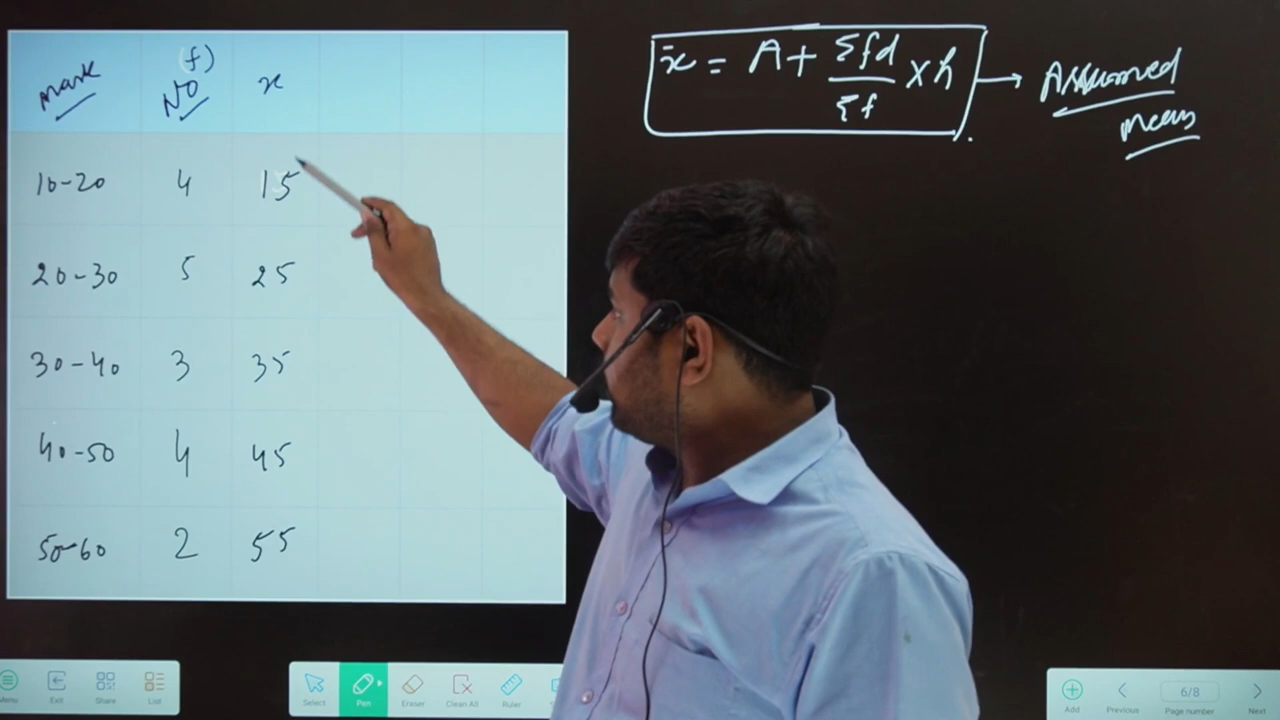 mark (f) NO x
10-20 4 15
20-30 5 25
30-40 3 35
40-50 4 45
50-60 2 55
x̄ = A + Σfd/Σf × h → Assumed
mean
Menu Exit Share List
Select Pen Eraser Clean All Ruler
Add Previous 6/8 Page number Next